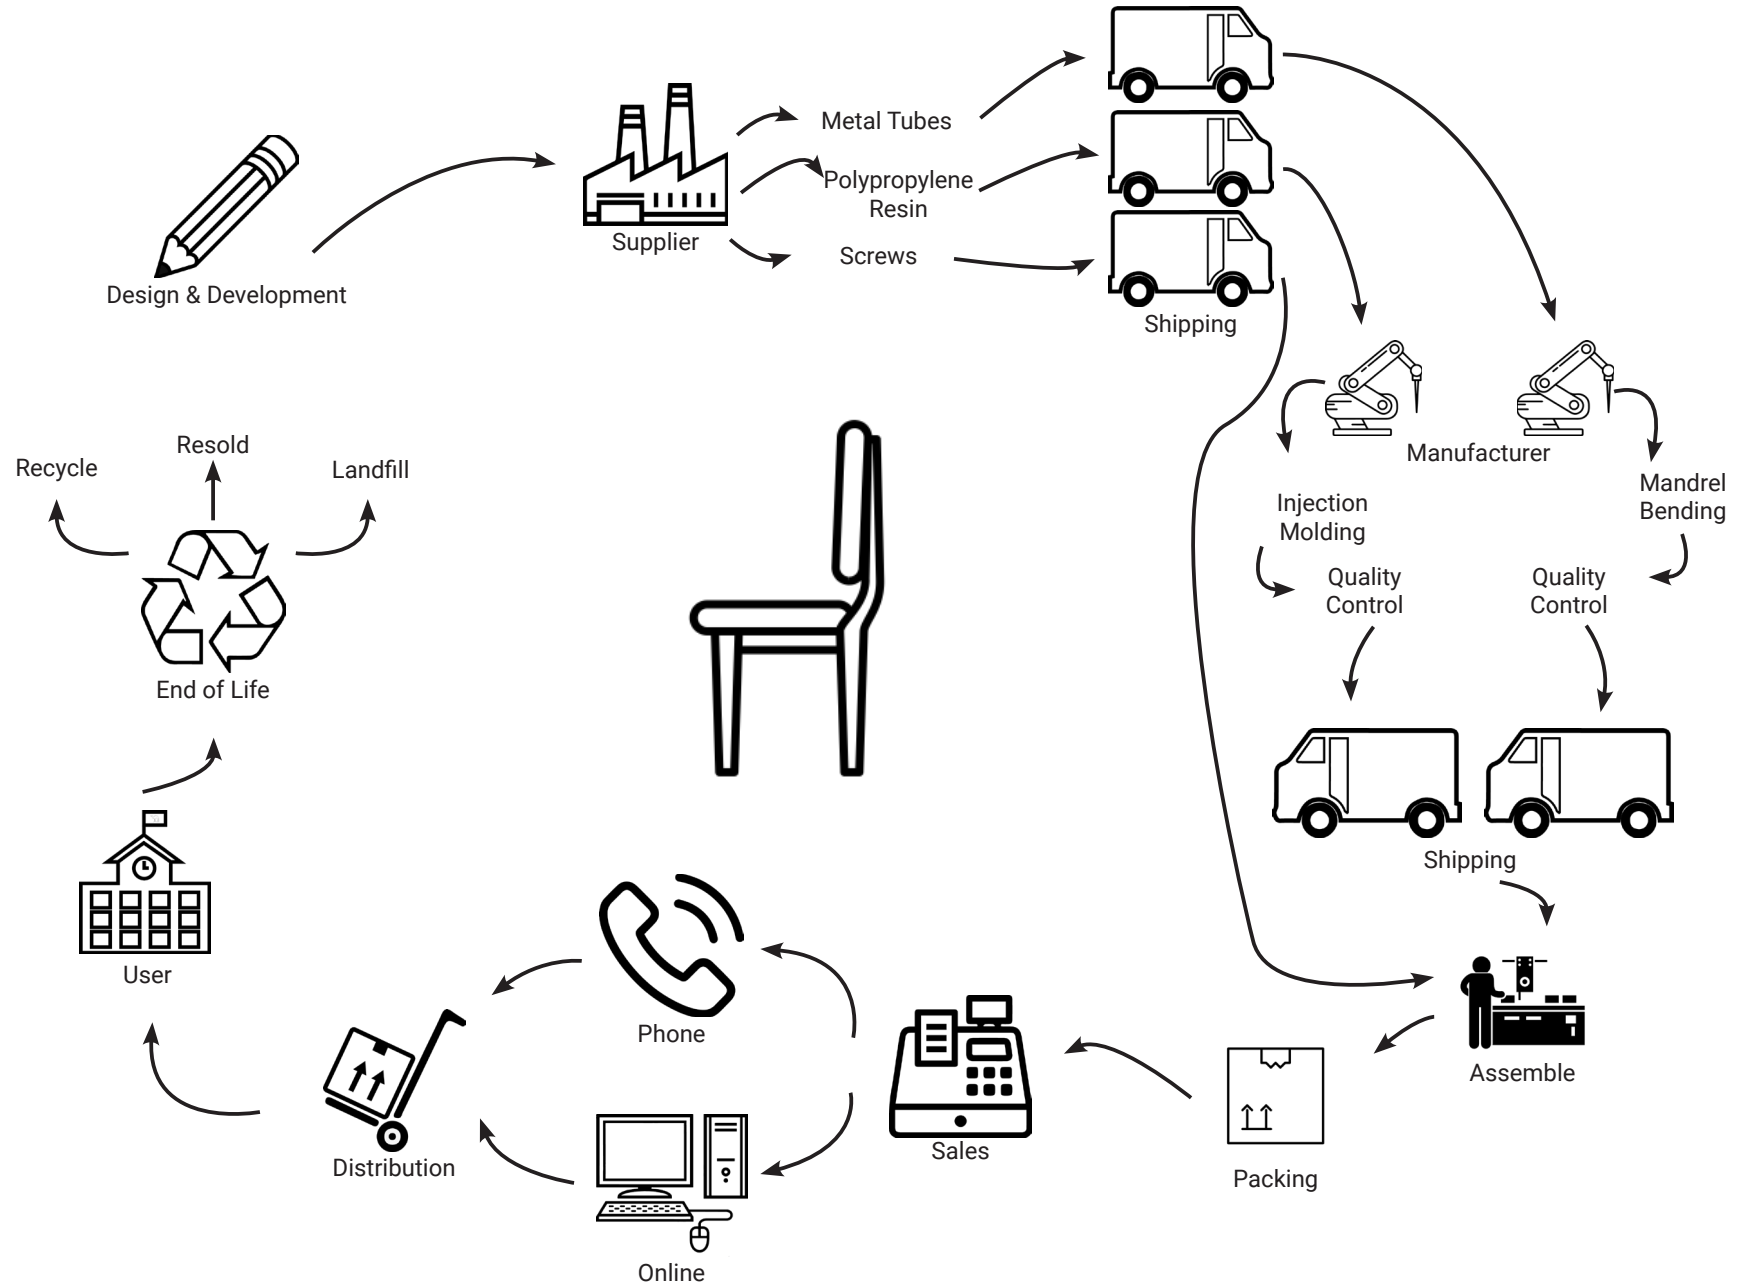 Metal Tubes
Polypropylene
Resin
Supplier
Screws
Design & Development
Shipping
Manufacturer
Resold
Recycle
Landfill
Injection
Molding
Mandrel
Bending
Quality
Control
Quality
Control
End of Life
Shipping
User
Phone
Assemble
Sales
Distribution
Packing
Online